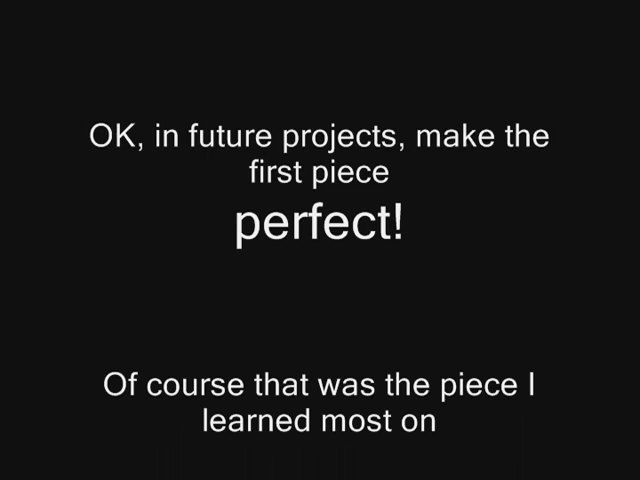 OK, in future projects, make the
first piece
perfect!
Of course that was the piece I
learned most on